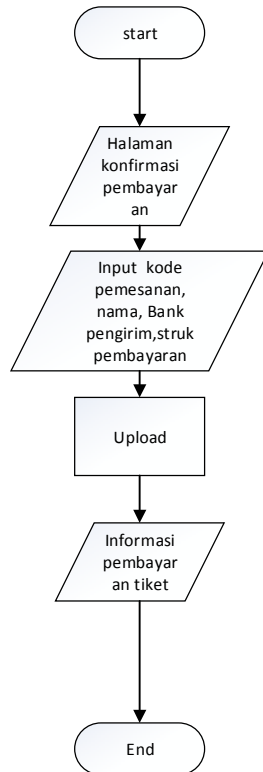 start
Halaman
konfirmasi
pembayar
an
Input kode
pemesanan,
nama, Bank
pengirim,struk
pembayaran
Upload
Informasi
pembayar
an tiket
End